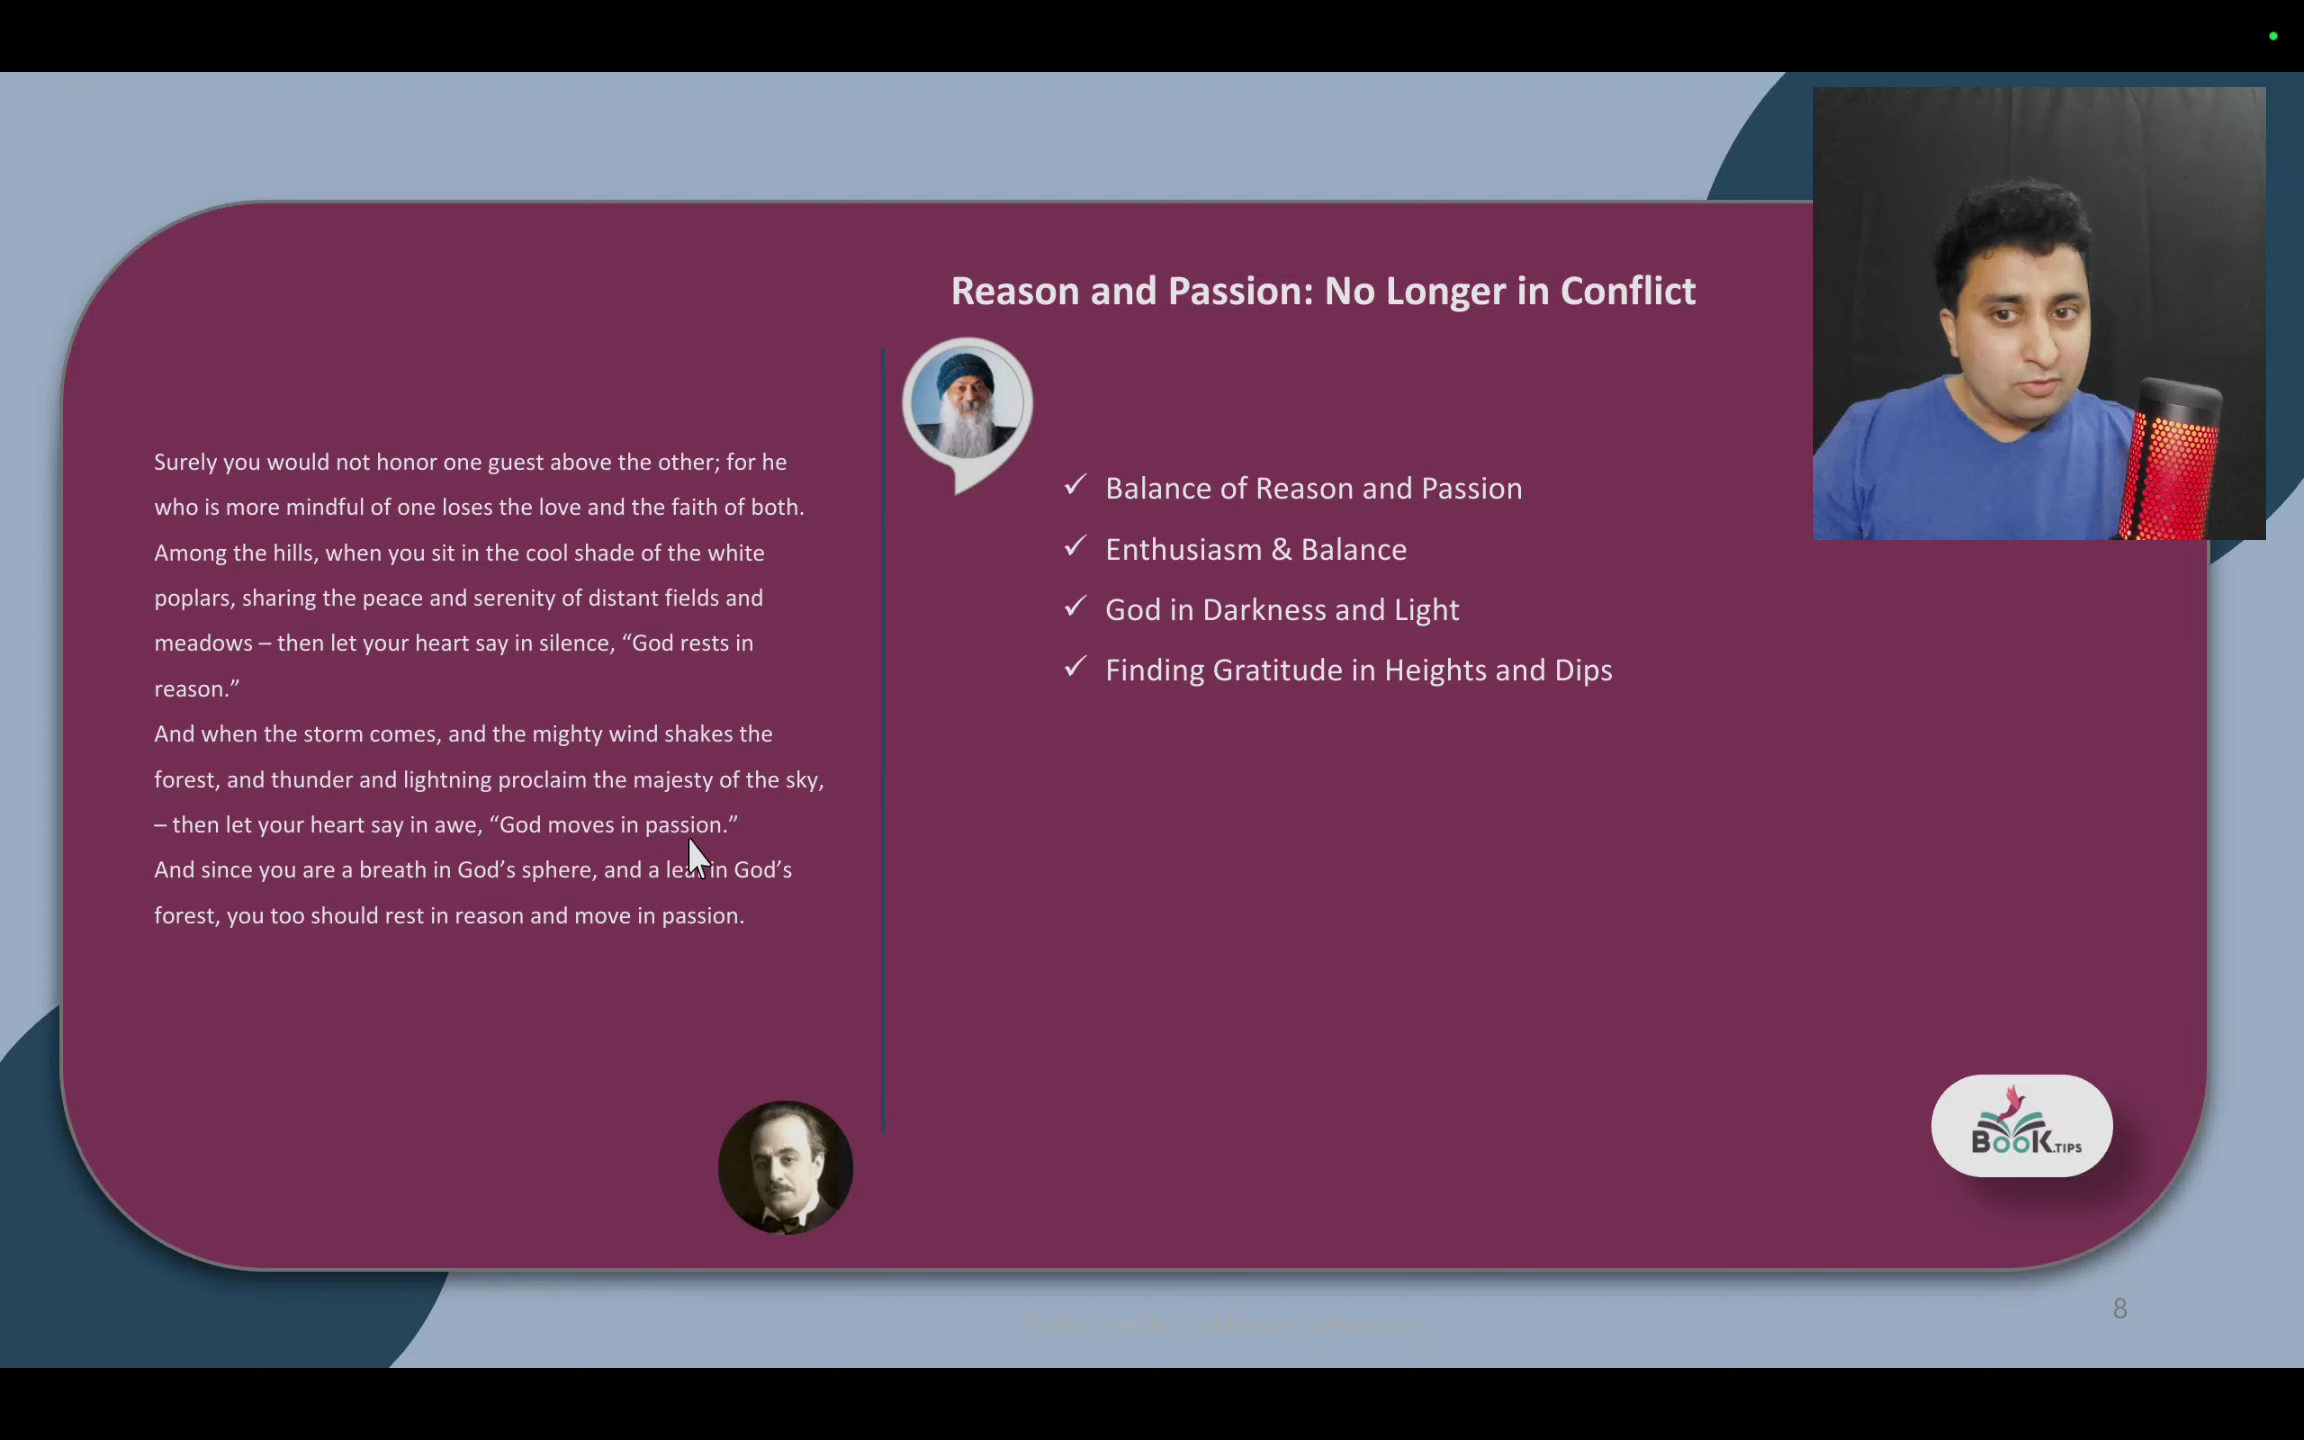 Reason and Passion: No Longer in Conflict
Surely you would not honor one guest above the other; for he
who is more mindful of one loses the love and the faith of both.
Among the hills, when you sit in the cool shade of the white
poplars, sharing the peace and serenity of distant fields and
meadows – then let your heart say in silence, “God rests in
reason.”
And when the storm comes, and the mighty wind shakes the
forest, and thunder and lightning proclaim the majesty of the sky,
– then let your heart say in awe, “God moves in passion.”
And since you are a breath in God’s sphere, and a leaf in God’s
forest, you too should rest in reason and move in passion.
✓ Balance of Reason and Passion
✓ Enthusiasm & Balance
✓ God in Darkness and Light
✓ Finding Gratitude in Heights and Dips
BooK.TIPS
8